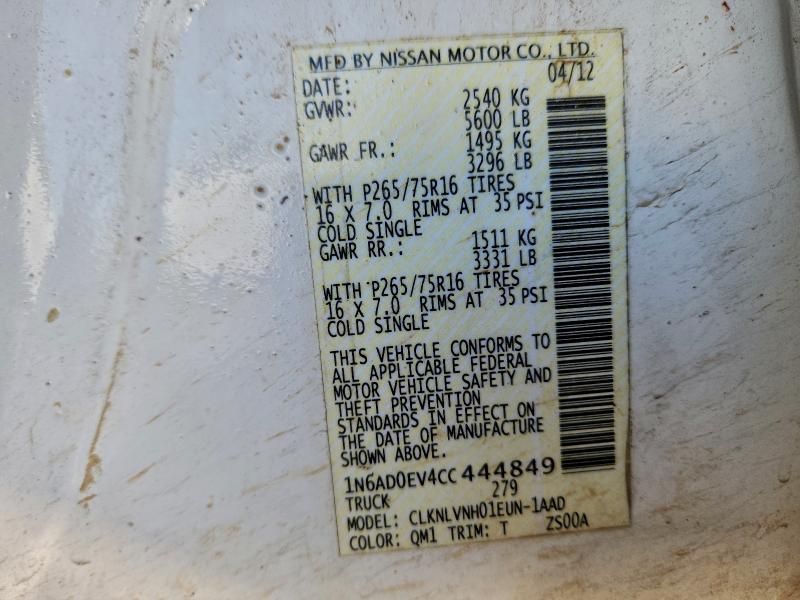 MFD BY NISSAN MOTOR CO., LTD.
DATE: 04/12
GVWR: 2540 KG
5600 LB
GAWR FR.: 1495 KG
3296 LB
WITH P265/75R16 TIRES
16 X 7.0 RIMS AT 35 PSI
COLD SINGLE
GAWR RR.: 1511 KG
3331 LB
WITH P265/75R16 TIRES
16 X 7.0 RIMS AT 35 PSI
COLD SINGLE
THIS VEHICLE CONFORMS TO
ALL APPLICABLE FEDERAL
MOTOR VEHICLE SAFETY AND
THEFT PREVENTION
STANDARDS IN EFFECT ON
THE DATE OF MANUFACTURE
SHOWN ABOVE.
1N6AD0EV4CC444849
TRUCK 279
MODEL: CLKNLVNH01EUN-1AAD
COLOR: QM1 TRIM: T ZS00A